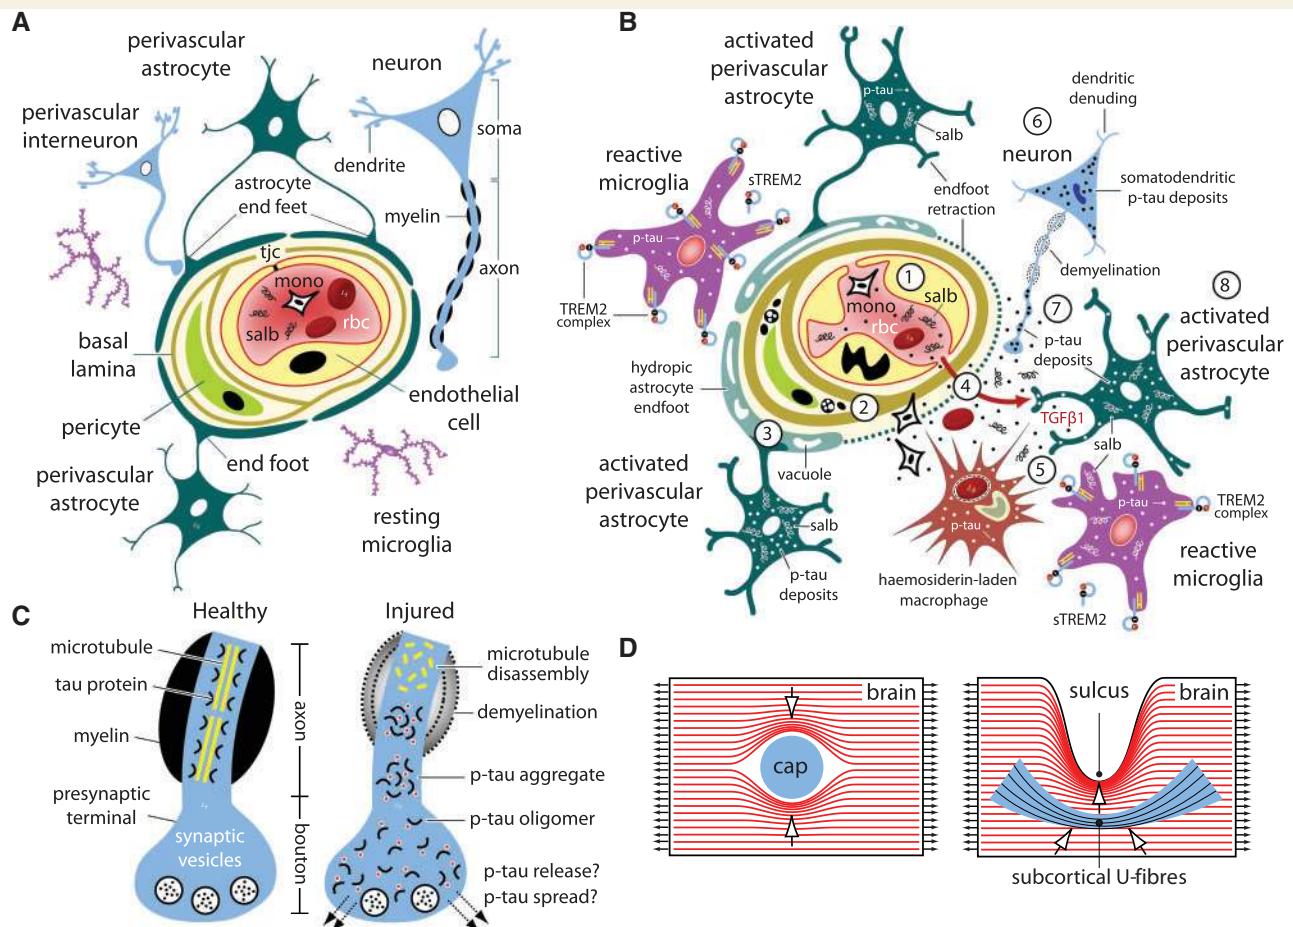 A
perivascular
astrocyte
neuron
perivascular
interneuron
soma
dendrite
astrocyte
end feet
myelin
tjc
axon
mono
salb
rbc
basal
lamina
endothelial
cell
pericyte
end foot
perivascular
astrocyte
resting
microglia
B
activated
perivascular
astrocyte
p-tau
salb
dendritic
denuding
6
neuron
reactive
microglia
sTREM2
endfoot
retraction
somatodendritic
p-tau deposits
p-tau
demyelination
TREM2
complex
1
mono
salb
rbc
7
8
activated
perivascular
astrocyte
p-tau
deposits
hydropic
astrocyte
endfoot
4
2
TGFβ1
3
salb
activated
perivascular
astrocyte
vacuole
5
salb
p-tau
deposits
p-tau
haemosiderin-laden
macrophage
p-tau
TREM2
complex
reactive
microglia
sTREM2
C
Healthy
Injured
microtubule
tau protein
myelin
presynaptic
terminal
synaptic
vesicles
axon
bouton
microtubule
disassembly
demyelination
p-tau aggregate
p-tau oligomer
p-tau release?
p-tau spread?
D
brain
cap
sulcus
brain
subcortical U-fibres